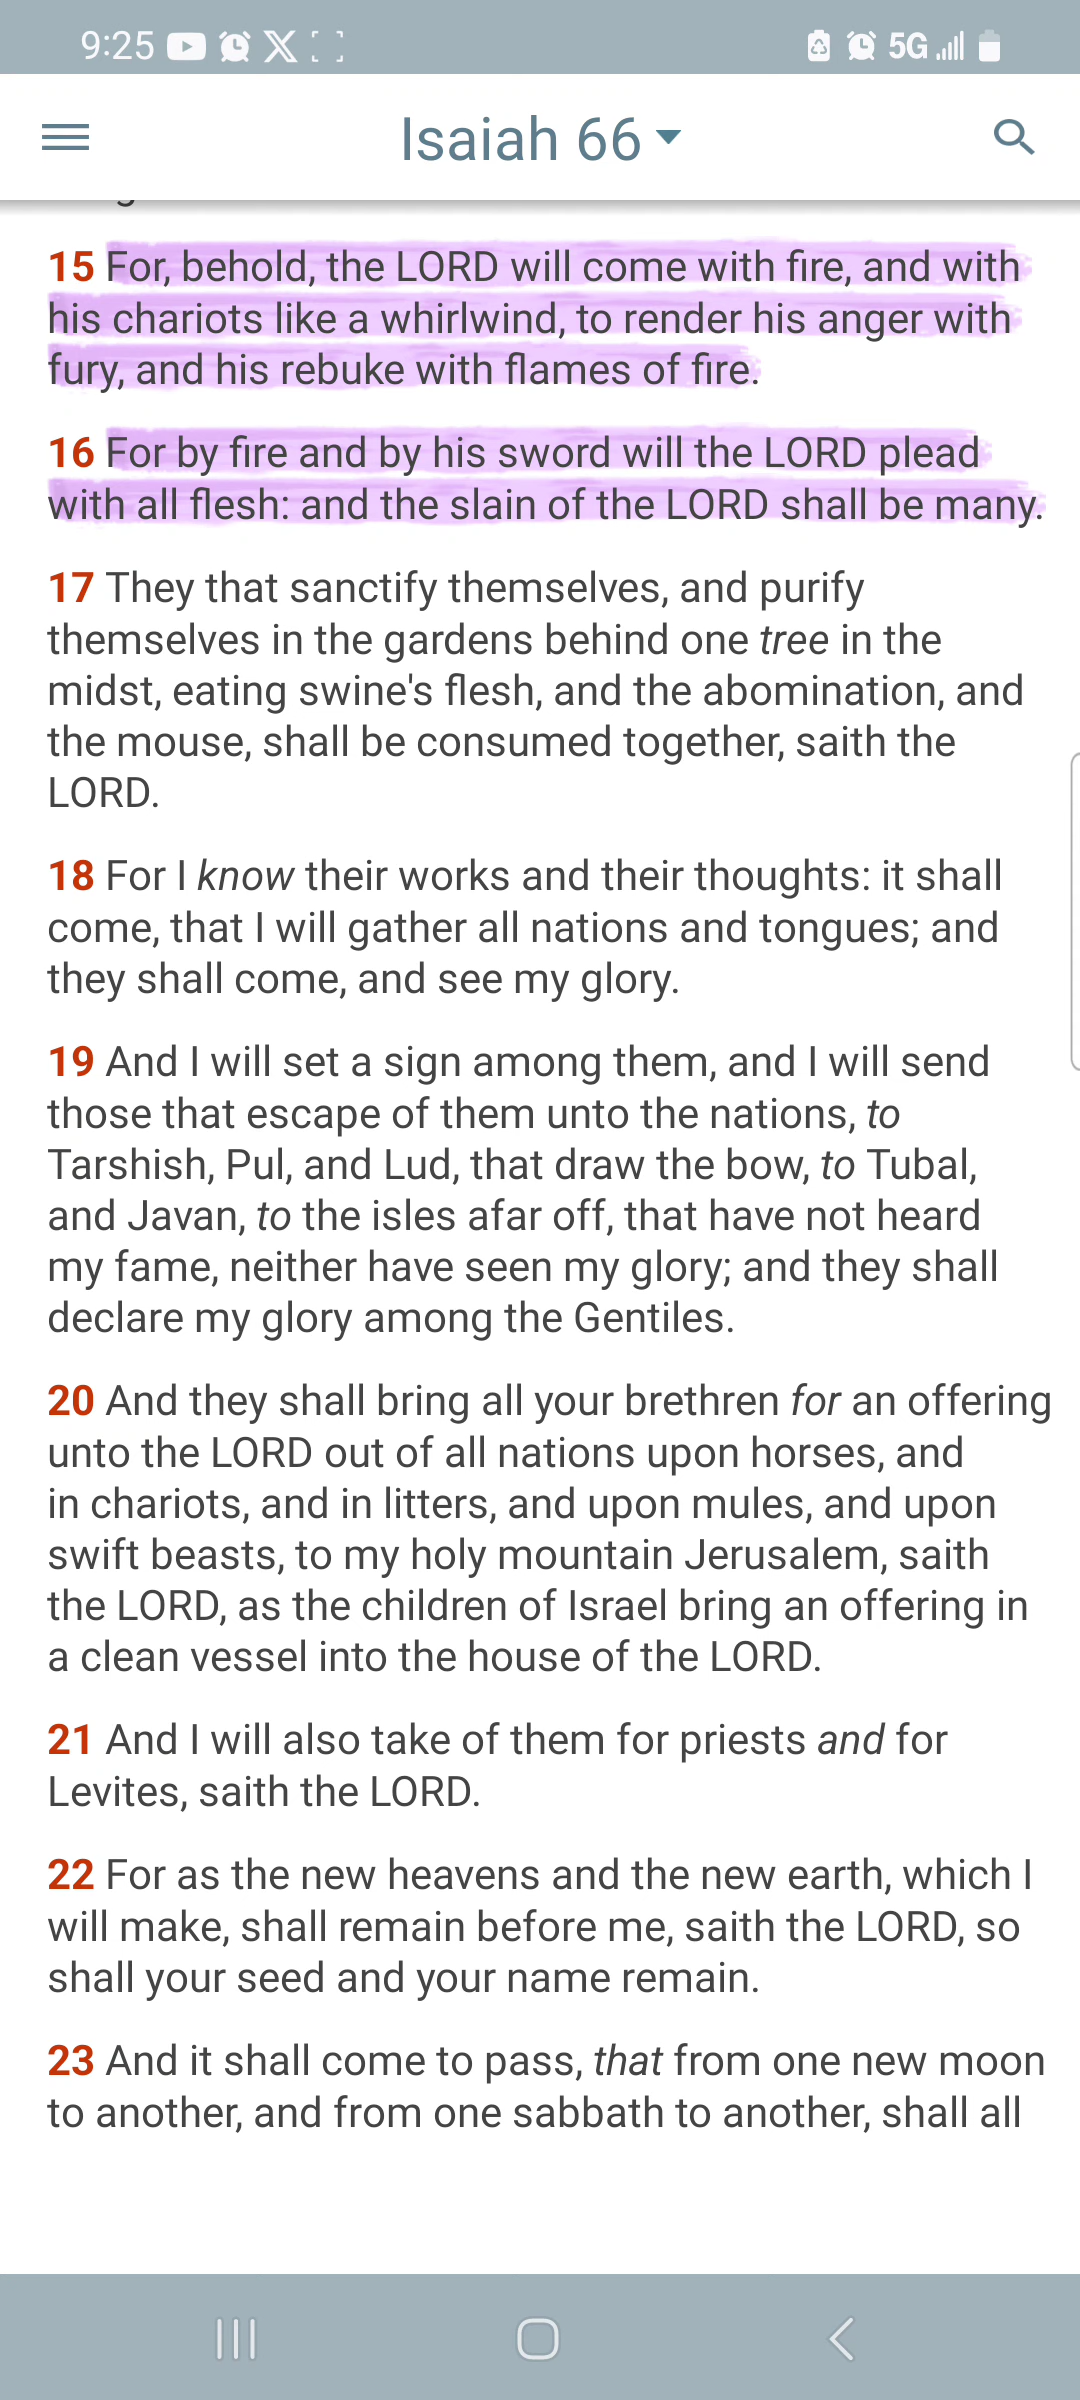 9:25 5G
Isaiah 66
15 For, behold, the LORD will come with fire, and with
his chariots like a whirlwind, to render his anger with
fury, and his rebuke with flames of fire.
16 For by fire and by his sword will the LORD plead
with all flesh: and the slain of the LORD shall be many.
17 They that sanctify themselves, and purify
themselves in the gardens behind one tree in the
midst, eating swine's flesh, and the abomination, and
the mouse, shall be consumed together, saith the
LORD.
18 For I know their works and their thoughts: it shall
come, that I will gather all nations and tongues; and
they shall come, and see my glory.
19 And I will set a sign among them, and I will send
those that escape of them unto the nations, to
Tarshish, Pul, and Lud, that draw the bow, to Tubal,
and Javan, to the isles afar off, that have not heard
my fame, neither have seen my glory; and they shall
declare my glory among the Gentiles.
20 And they shall bring all your brethren for an offering
unto the LORD out of all nations upon horses, and
in chariots, and in litters, and upon mules, and upon
swift beasts, to my holy mountain Jerusalem, saith
the LORD, as the children of Israel bring an offering in
a clean vessel into the house of the LORD.
21 And I will also take of them for priests and for
Levites, saith the LORD.
22 For as the new heavens and the new earth, which I
will make, shall remain before me, saith the LORD, so
shall your seed and your name remain.
23 And it shall come to pass, that from one new moon
to another, and from one sabbath to another, shall all